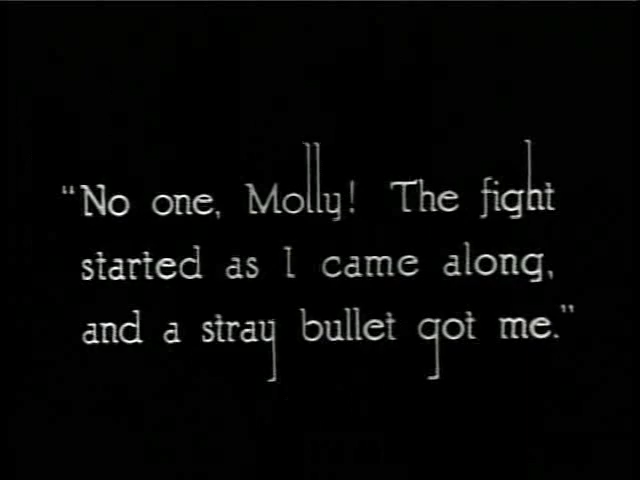 “No one, Molly! The fight
started as I came along,
and a stray bullet got me.”